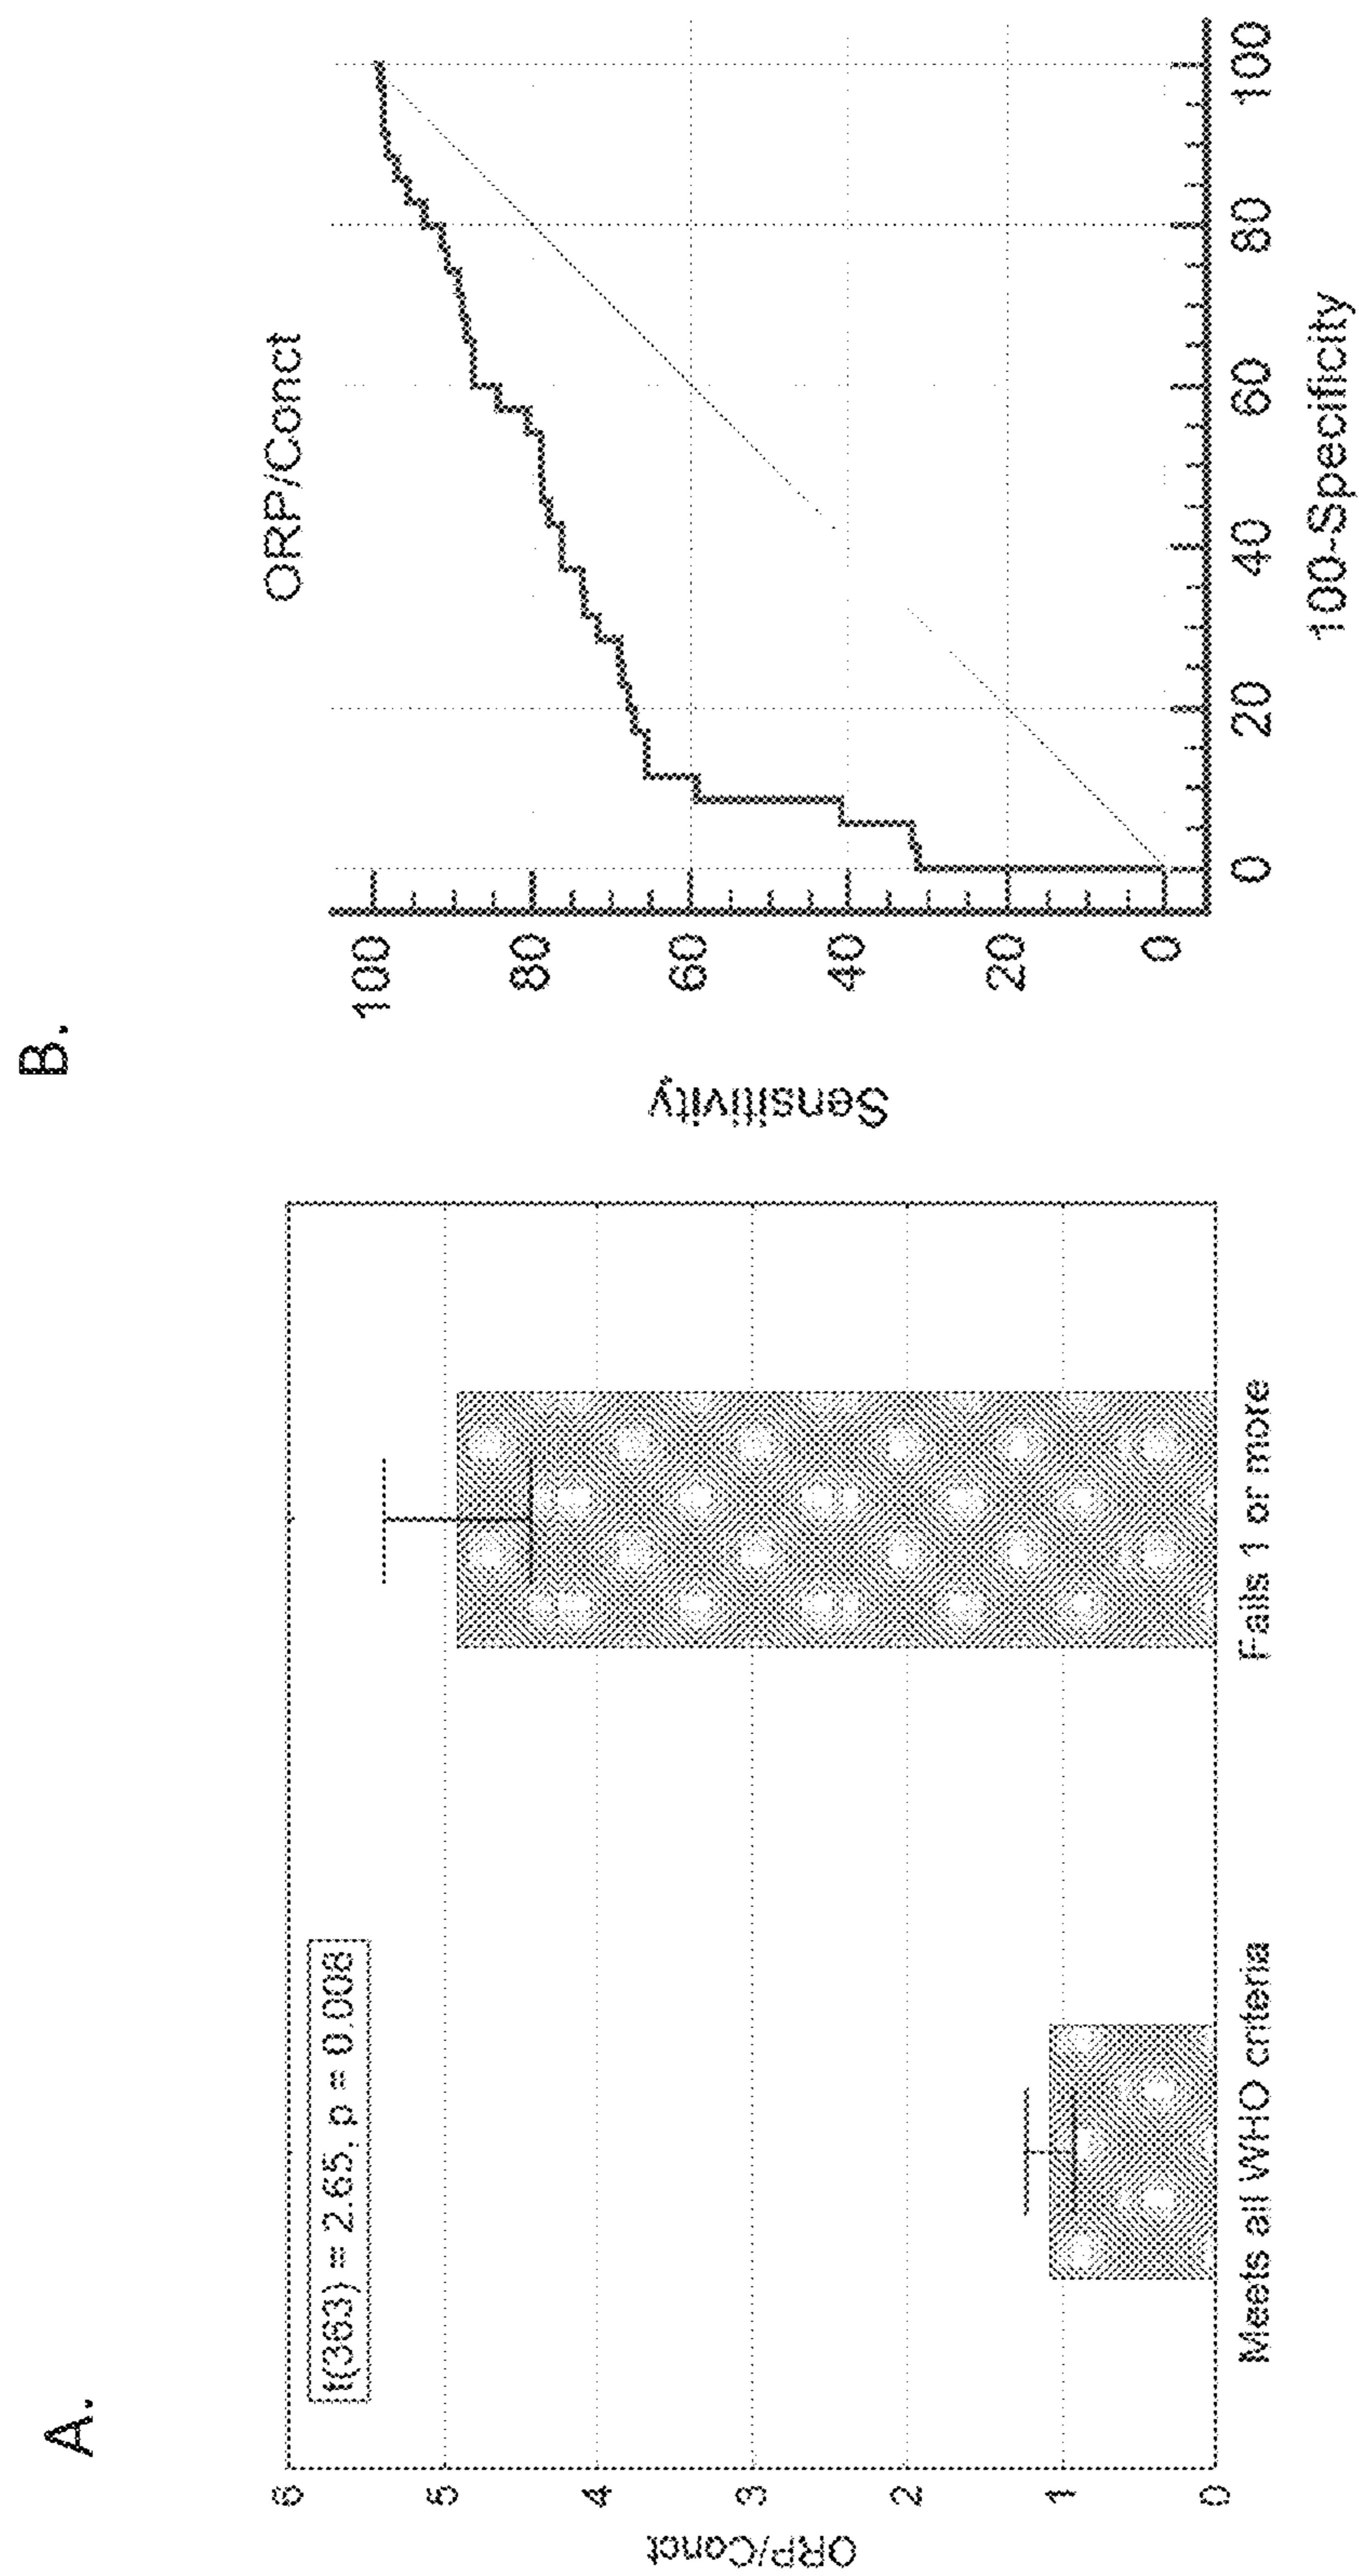 A.
t(363) = 2.65, p = 0.008
ORP/Conct
6
5
4
3
2
1
0
Meets all WHO criteria
Fails 1 or more
B.
ORP/Conct
Sensitivity
100
80
60
40
20
0
0 20 40 60 80 100
100-Specificity